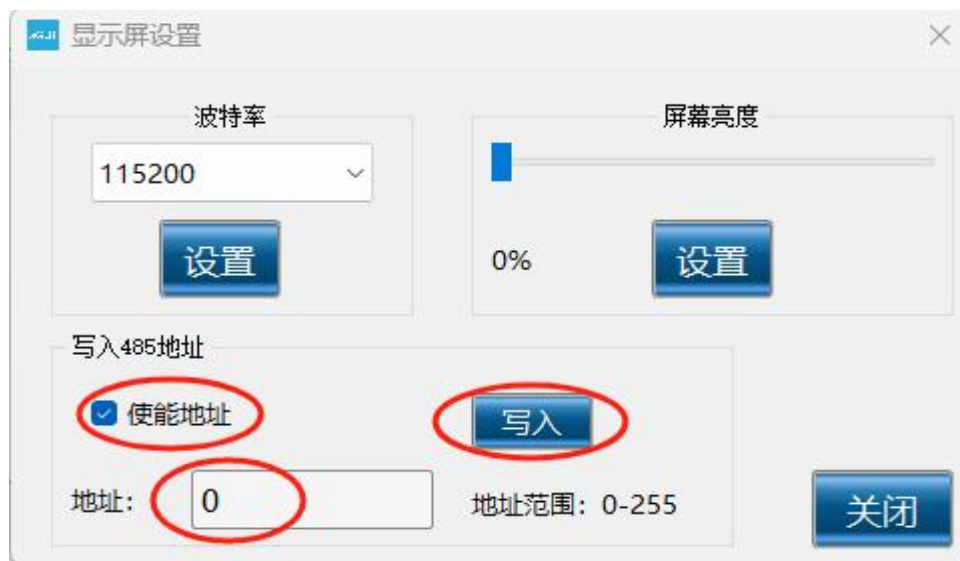 显示屏设置
波特率
115200
设置
屏幕亮度
0%
设置
写入485地址
使能地址
写入
地址：
0
地址范围：0-255
关闭